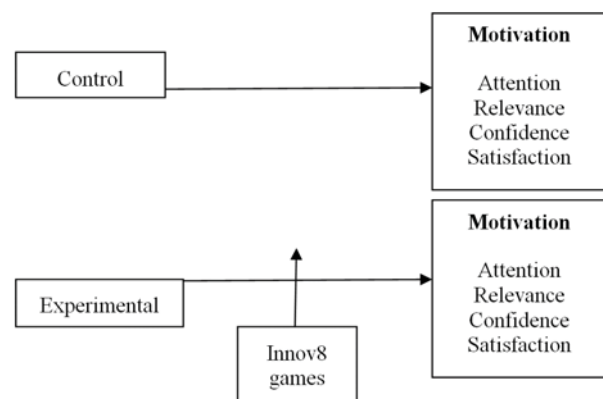 Control
Motivation
Attention
Relevance
Confidence
Satisfaction
Experimental
Innov8
games
Motivation
Attention
Relevance
Confidence
Satisfaction